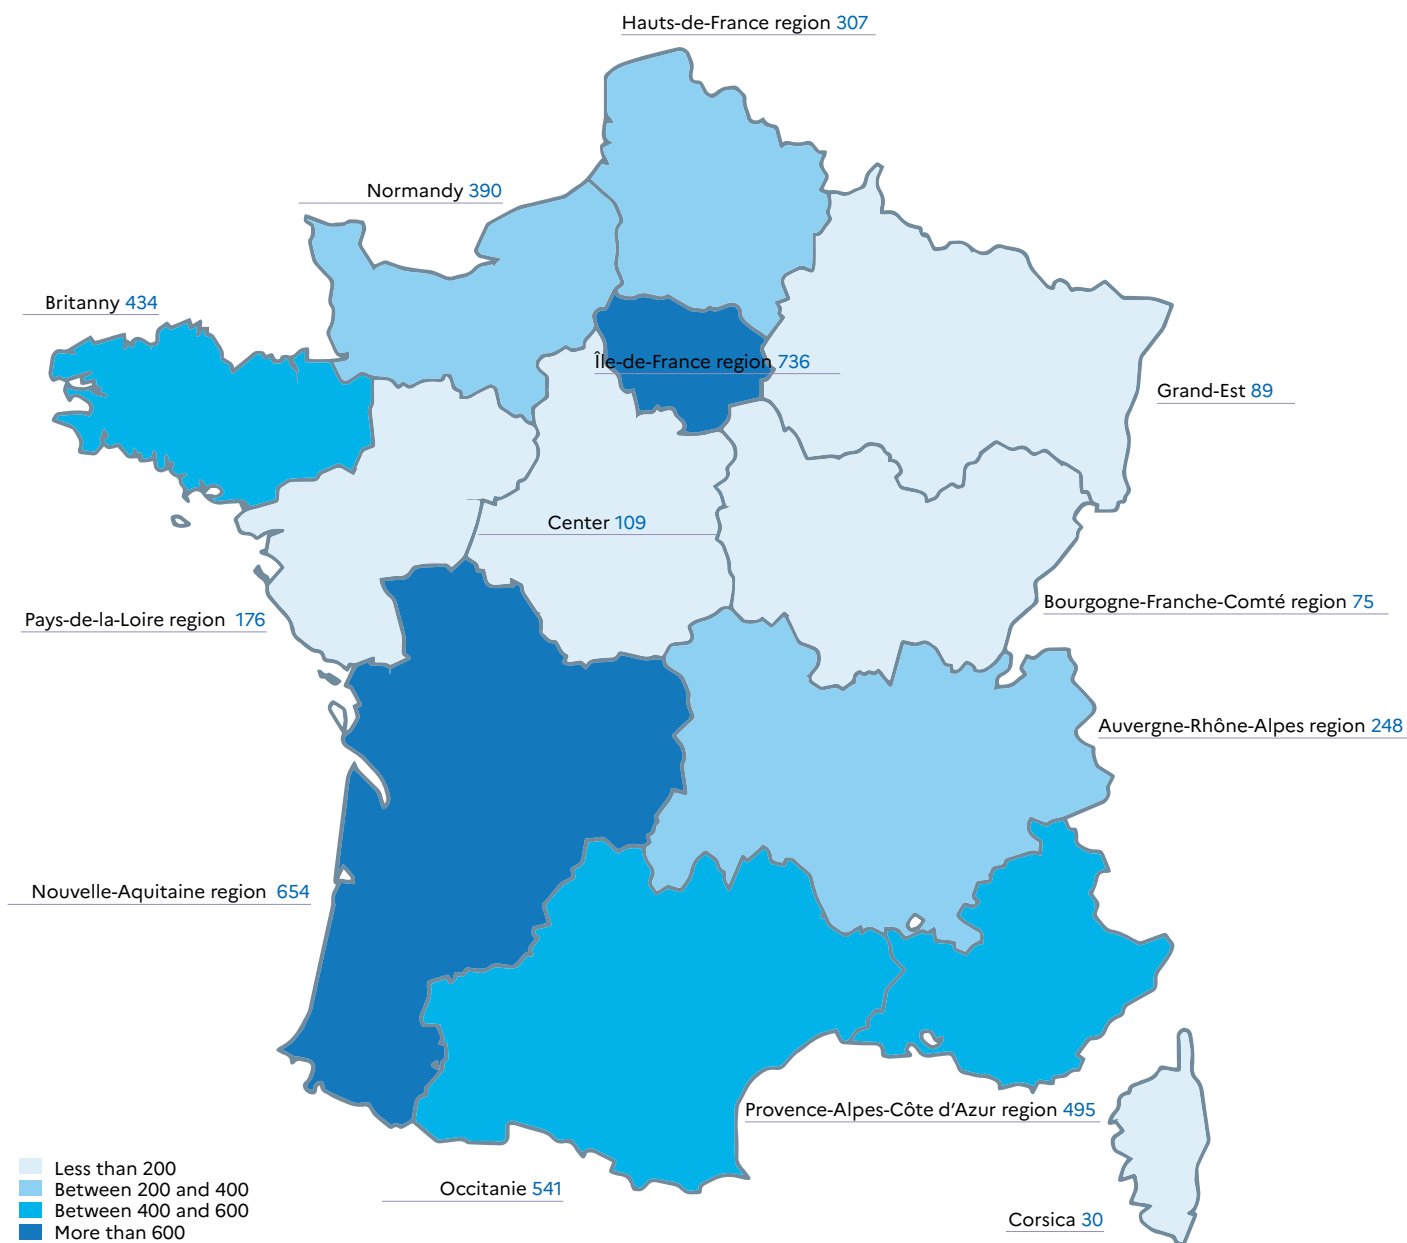 Hauts-de-France region 307
Normandy 390
Britanny 434
Île-de-France region 736
Grand-Est 89
Center 109
Bourgogne-Franche-Comté region 75
Pays-de-la-Loire region 176
Auvergne-Rhône-Alpes region 248
Nouvelle-Aquitaine region 654
Provence-Alpes-Côte d'Azur region 495
Occitanie 541
Corsica 30
Less than 200
Between 200 and 400
Between 400 and 600
More than 600